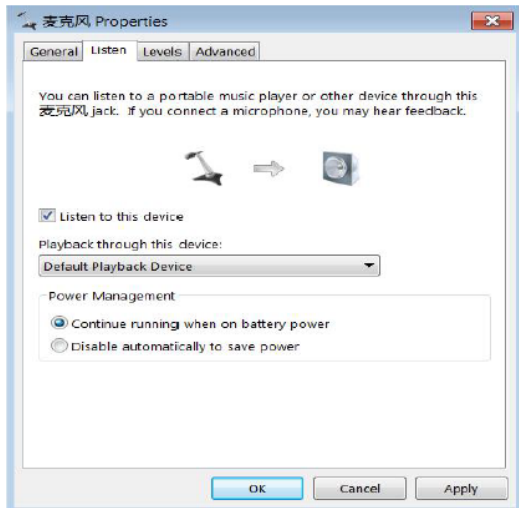 麦克风 Properties
General Listen Levels Advanced
You can listen to a portable music player or other device through this
麦克风 jack. If you connect a microphone, you may hear feedback.
Listen to this device
Playback through this device:
Default Playback Device
Power Management
Continue running when on battery power
Disable automatically to save power
OK Cancel Apply